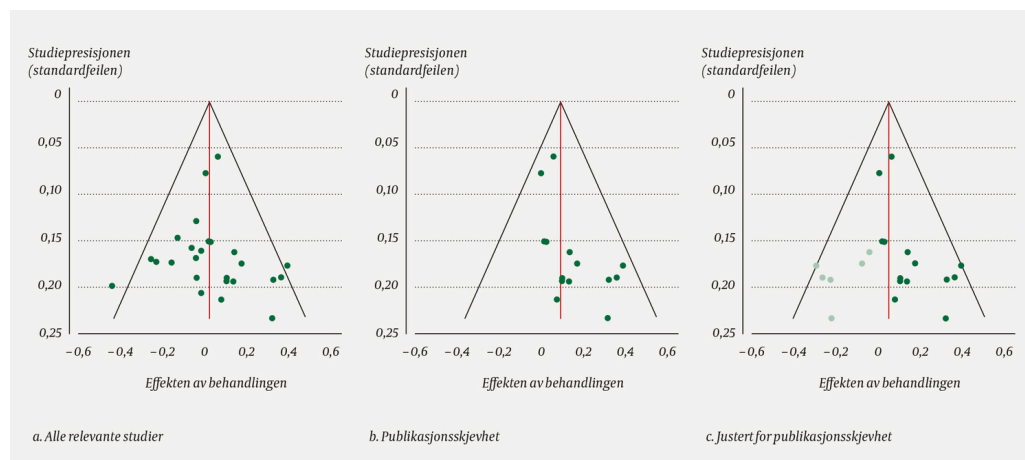 Studiepresisjonen
(standardfeilen)
0
0,05
0,10
0,15
0,20
0,25
−0,6 −0,4 −0,2 0 0,2 0,4 0,6
Effekten av behandlingen
a. Alle relevante studier
Studiepresisjonen
(standardfeilen)
0
0,05
0,10
0,15
0,20
0,25
−0,6 −0,4 −0,2 0 0,2 0,4 0,6
Effekten av behandlingen
b. Publikasjonsskjevhet
Studiepresisjonen
(standardfeilen)
0
0,05
0,10
0,15
0,20
0,25
−0,6 −0,4 −0,2 0 0,2 0,4 0,6
Effekten av behandlingen
c. Justert for publikasjonsskjevhet